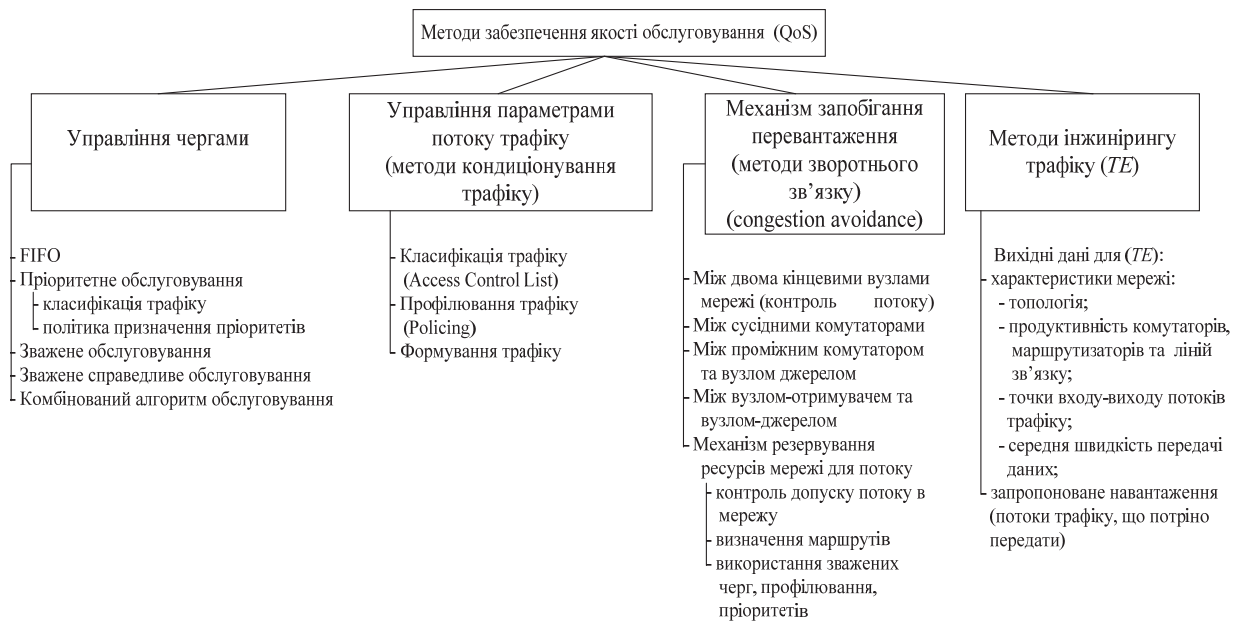 Методи забезпечення якості обслуговування (QoS)
Управління чергами
FIFO
Пріоритетне обслуговування
- класифікація трафіку
- політика призначення пріоритетів
Зважене обслуговування
Зважене справедливе обслуговування
Комбінований алгоритм обслуговування
Управління параметрами
потоку трафіку
(методи кондиціонування
трафіку)
Класифікація трафіку
(Access Control List)
Профілювання трафіку
(Policing)
Формування трафіку
Механізм запобігання
перевантаження
(методи зворотнього
зв’язку)
(congestion avoidance)
Між двома кінцевими вузлами
мережі (контроль потоку)
Між сусідними комутаторами
Між проміжним комутатором
та вузлом джерелом
Між вузлом-отримувачем та
вузлом-джерелом
Механізм резервування
ресурсів мережі для потоку
контроль допуску потоку в
мережу
визначення маршрутів
використання зважених
черг, профілювання,
пріоритетів
Методи інжинірингу
трафіку (TE)
Вихідні дані для (TE):
характеристики мережі:
- топологія;
- продуктивність комутаторів,
маршрутизаторів та ліній
зв’язку;
- точки входу-виходу потоків
трафіку;
- середня швидкість передачі
даних;
запропоноване навантаження
(потоки трафіку, що потріно
передати)